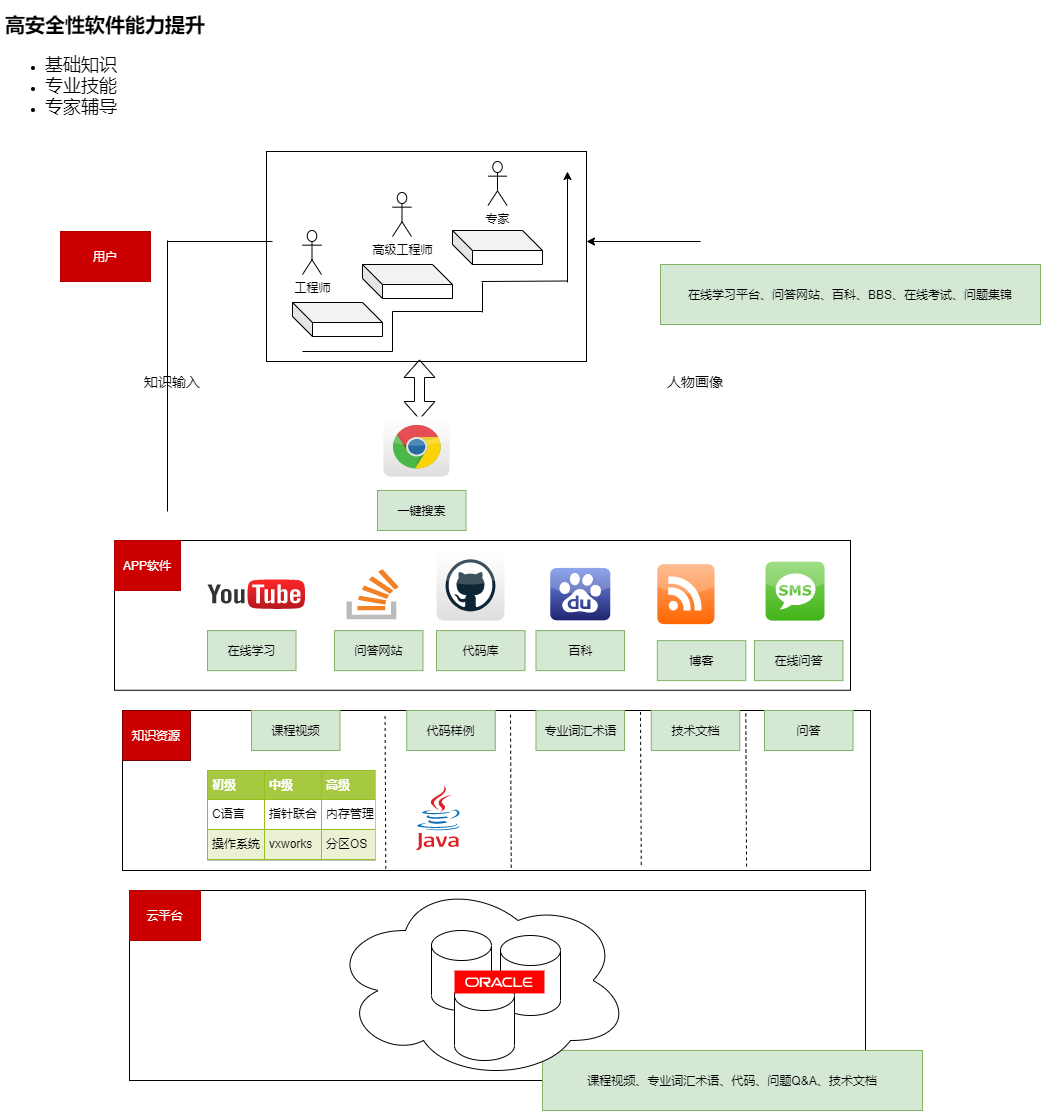 高安全性软件能力提升
基础知识
专业技能
专家辅导
专家
高级工程师
用户
工程师
在线学习平台、问答网站、百科、BBS、在线考试、问题集锦
知识输入
人物画像
一键搜索
APP软件
YouTube
du
SMS
在线学习
问答网站
代码库
百科
博客
在线问答
知识资源
课程视频
代码样例
专业词汇术语
技术文档
问答
初级 中级 高级
C语言 指针联合 内存管理
操作系统 vxworks 分区OS
Java
云平台
ORACLE
课程视频、专业词汇术语、代码、问题Q&A、技术文档